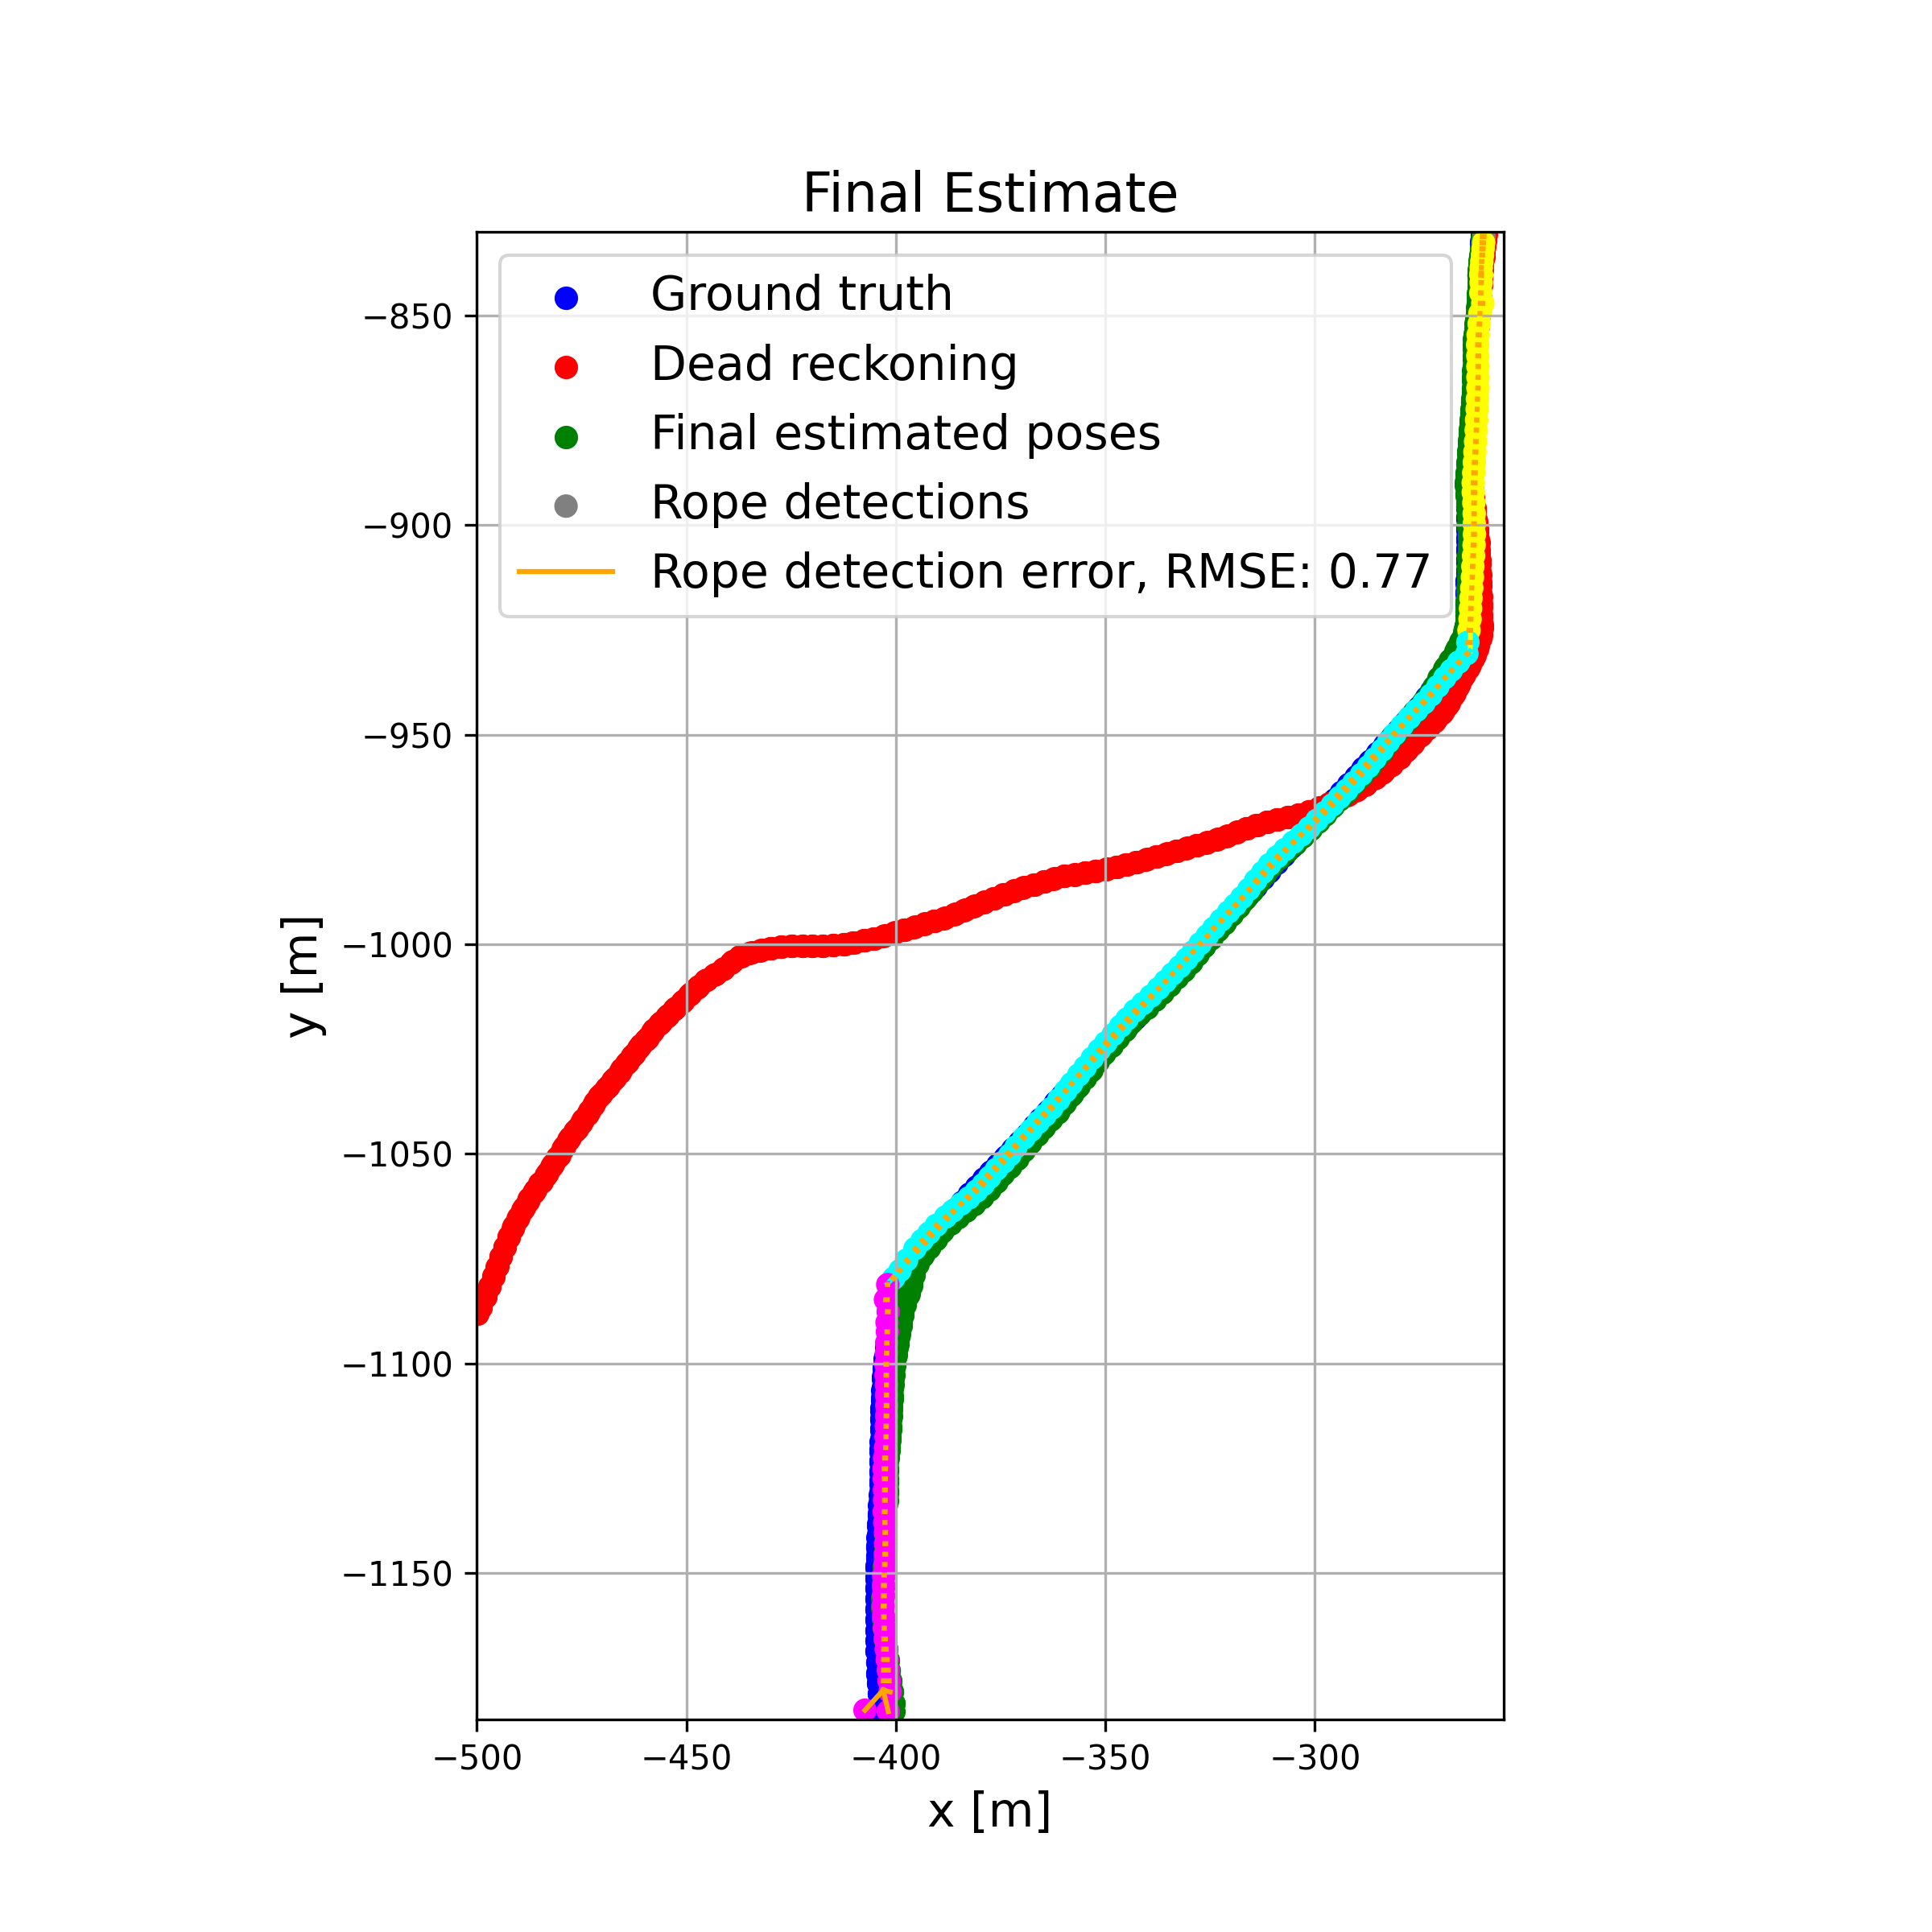 Final Estimate
Ground truth
Dead reckoning
Final estimated poses
Rope detections
Rope detection error, RMSE: 0.77
−850
−900
−950
−1000
−1050
−1100
−1150
y [m]
−500 −450 −400 −350 −300
x [m]